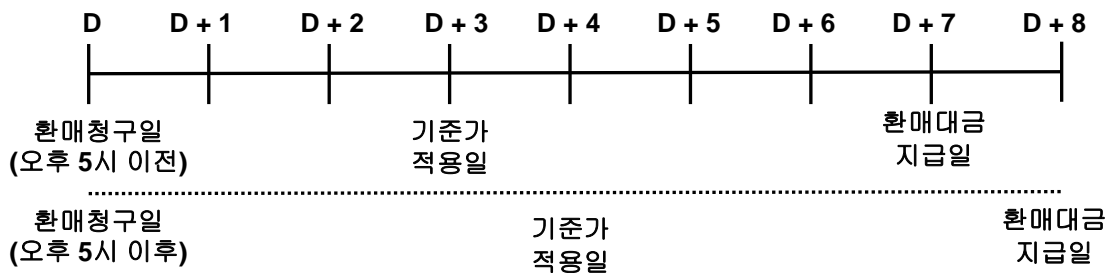 D D + 1 D + 2 D + 3 D + 4 D + 5 D + 6 D + 7 D + 8
환매청구일 기준가 환매대금
(오후 5시 이전) 적용일 지급일
환매청구일 기준가 환매대금
(오후 5시 이후) 적용일 지급일